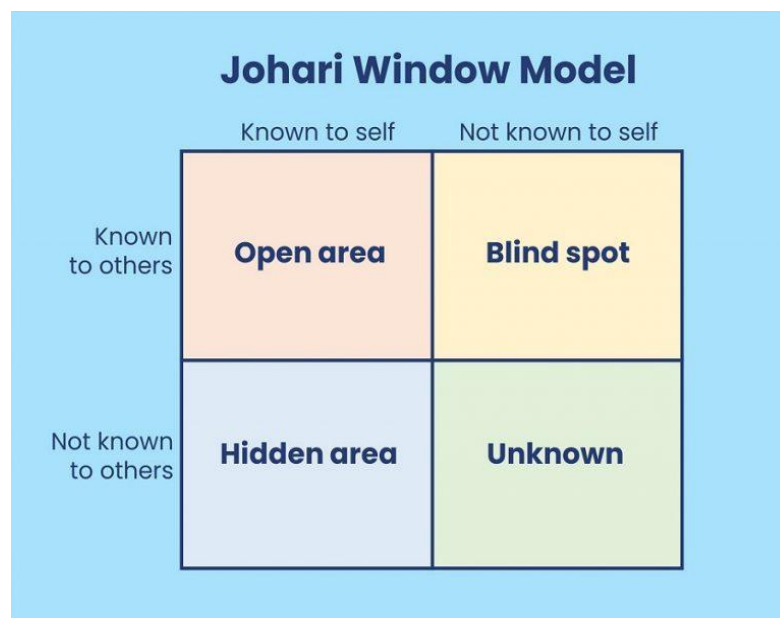 Johari Window Model
Known to self
Not known to self
Known
to others
Open area
Blind spot
Not known
to others
Hidden area
Unknown